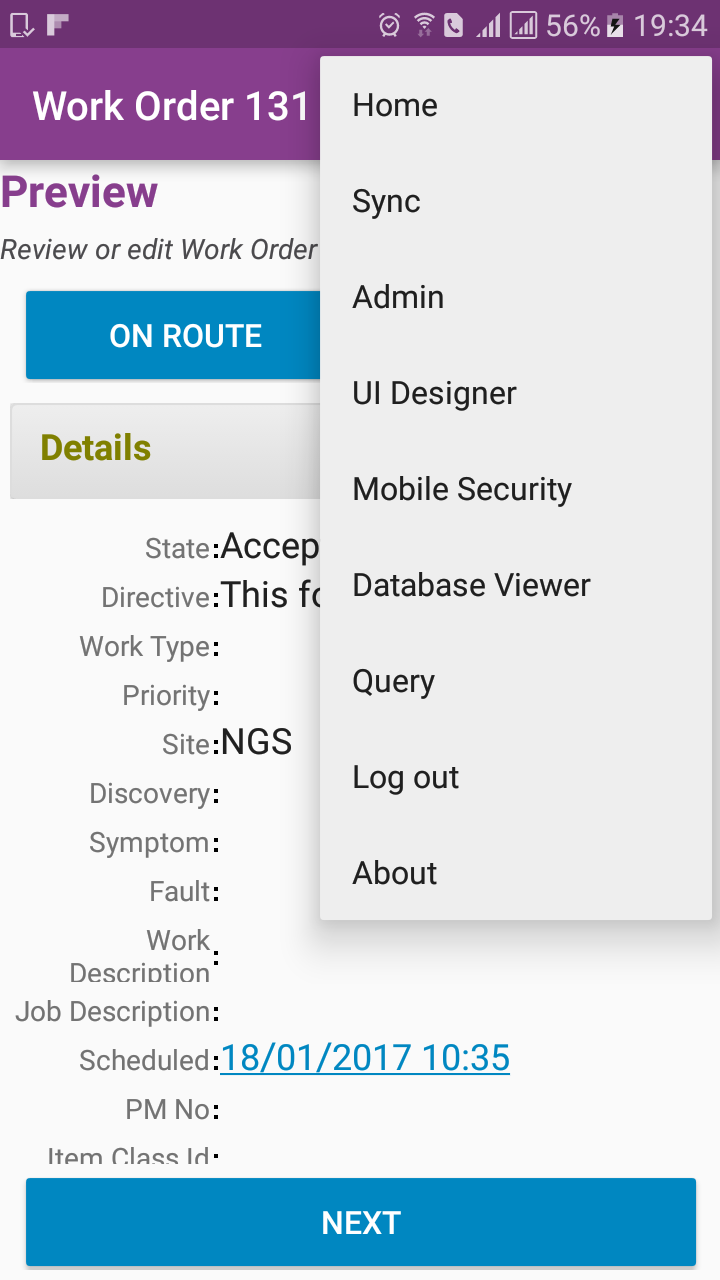 56% 19:34
Work Order 131
Home
Preview
Sync
Review or edit Work Order
Admin
ON ROUTE
UI Designer
Details
Mobile Security
State:Accep
Directive:This fo
Database Viewer
Work Type:
Priority:
Query
Site:NGS
Log out
Discovery:
Symptom:
About
Fault:
Work
Description:
Job Description:
Scheduled:18/01/2017 10:35
PM No:
Item Class Id:
NEXT